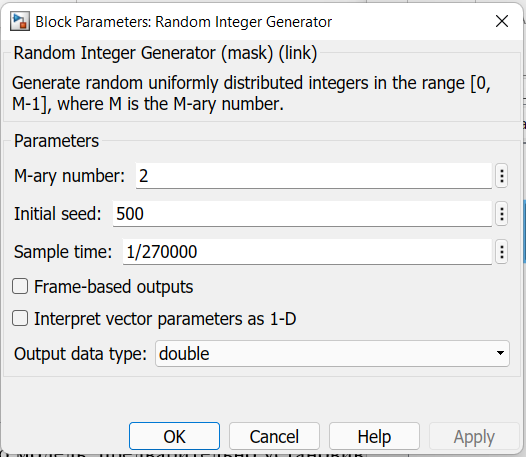 Block Parameters: Random Integer Generator
Random Integer Generator (mask) (link)
Generate random uniformly distributed integers in the range [0,
M-1], where M is the M-ary number.
Parameters
M-ary number: 2
Initial seed: 500
Sample time: 1/270000
Frame-based outputs
Interpret vector parameters as 1-D
Output data type: double
OK Cancel Help Apply